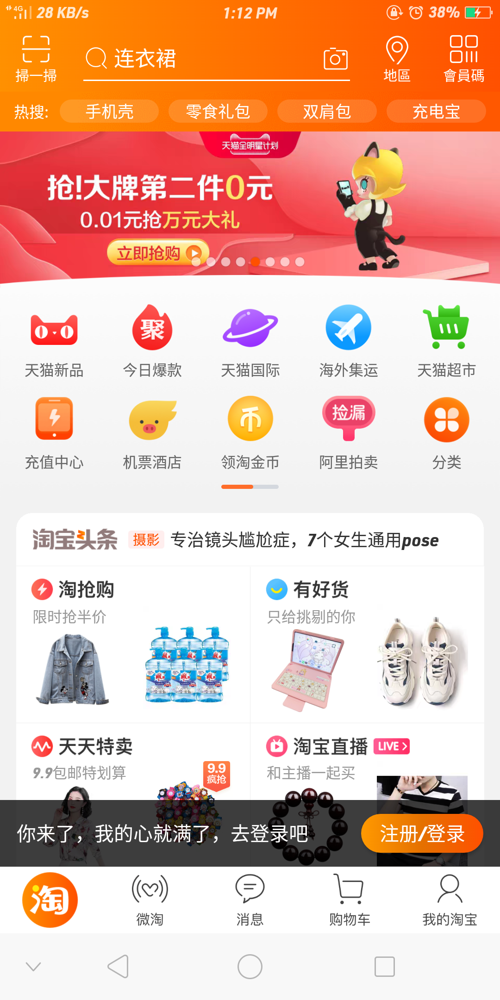 4G 28 KB/s 1:12 PM 38%
连衣裙
掃一掃 地區 會員碼
热搜: 手机壳 零食礼包 双肩包 充电宝
天猫全明星计划
抢!大牌第二件0元
0.01元抢万元大礼
立即抢购
聚
天猫新品 今日爆款 天猫国际 海外集运 天猫超市
币 捡漏
充值中心 机票酒店 领淘金币 阿里拍卖 分类
淘宝头条 摄影 专治镜头尴尬症，7个女生通用pose
淘抢购 有好货
限时抢半价 只给挑剔的你
天天特卖 淘宝直播 LIVE
9.9包邮特划算 和主播一起买
9.9
疯抢
你来了，我的心就满了，去登录吧 注册/登录
淘
微淘 消息 购物车 我的淘宝